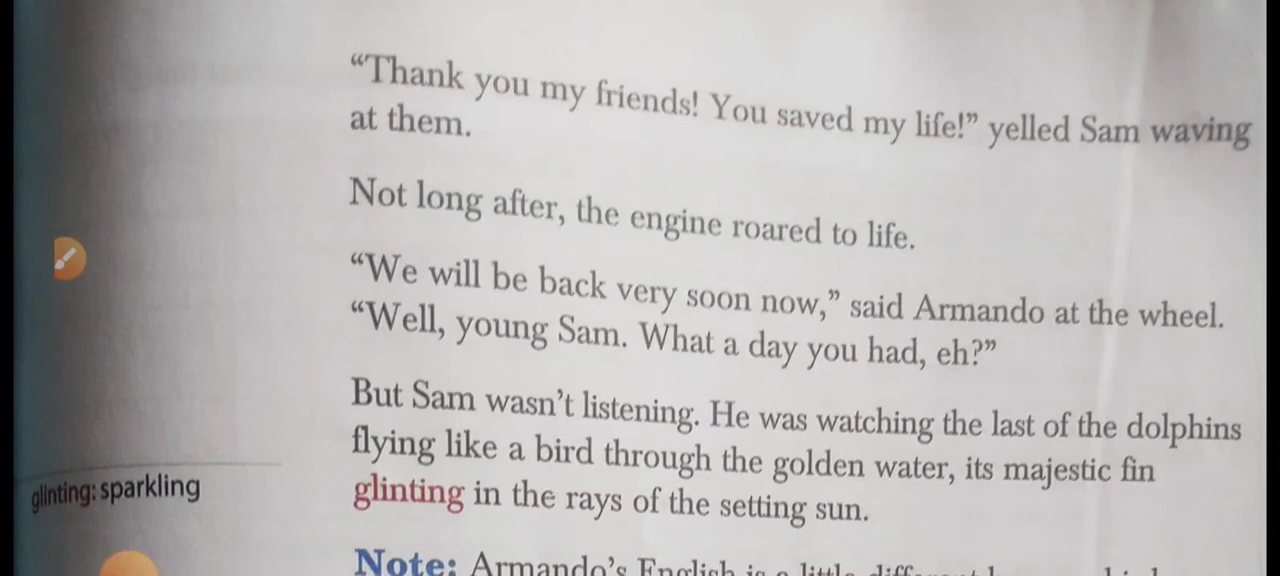 “Thank you my friends! You saved my life!” yelled Sam waving
at them.
Not long after, the engine roared to life.
“We will be back very soon now,” said Armando at the wheel.
“Well, young Sam. What a day you had, eh?”
But Sam wasn’t listening. He was watching the last of the dolphins
flying like a bird through the golden water, its majestic fin
glinting: sparkling
glinting in the rays of the setting sun.
Note: Armando’s English is a little